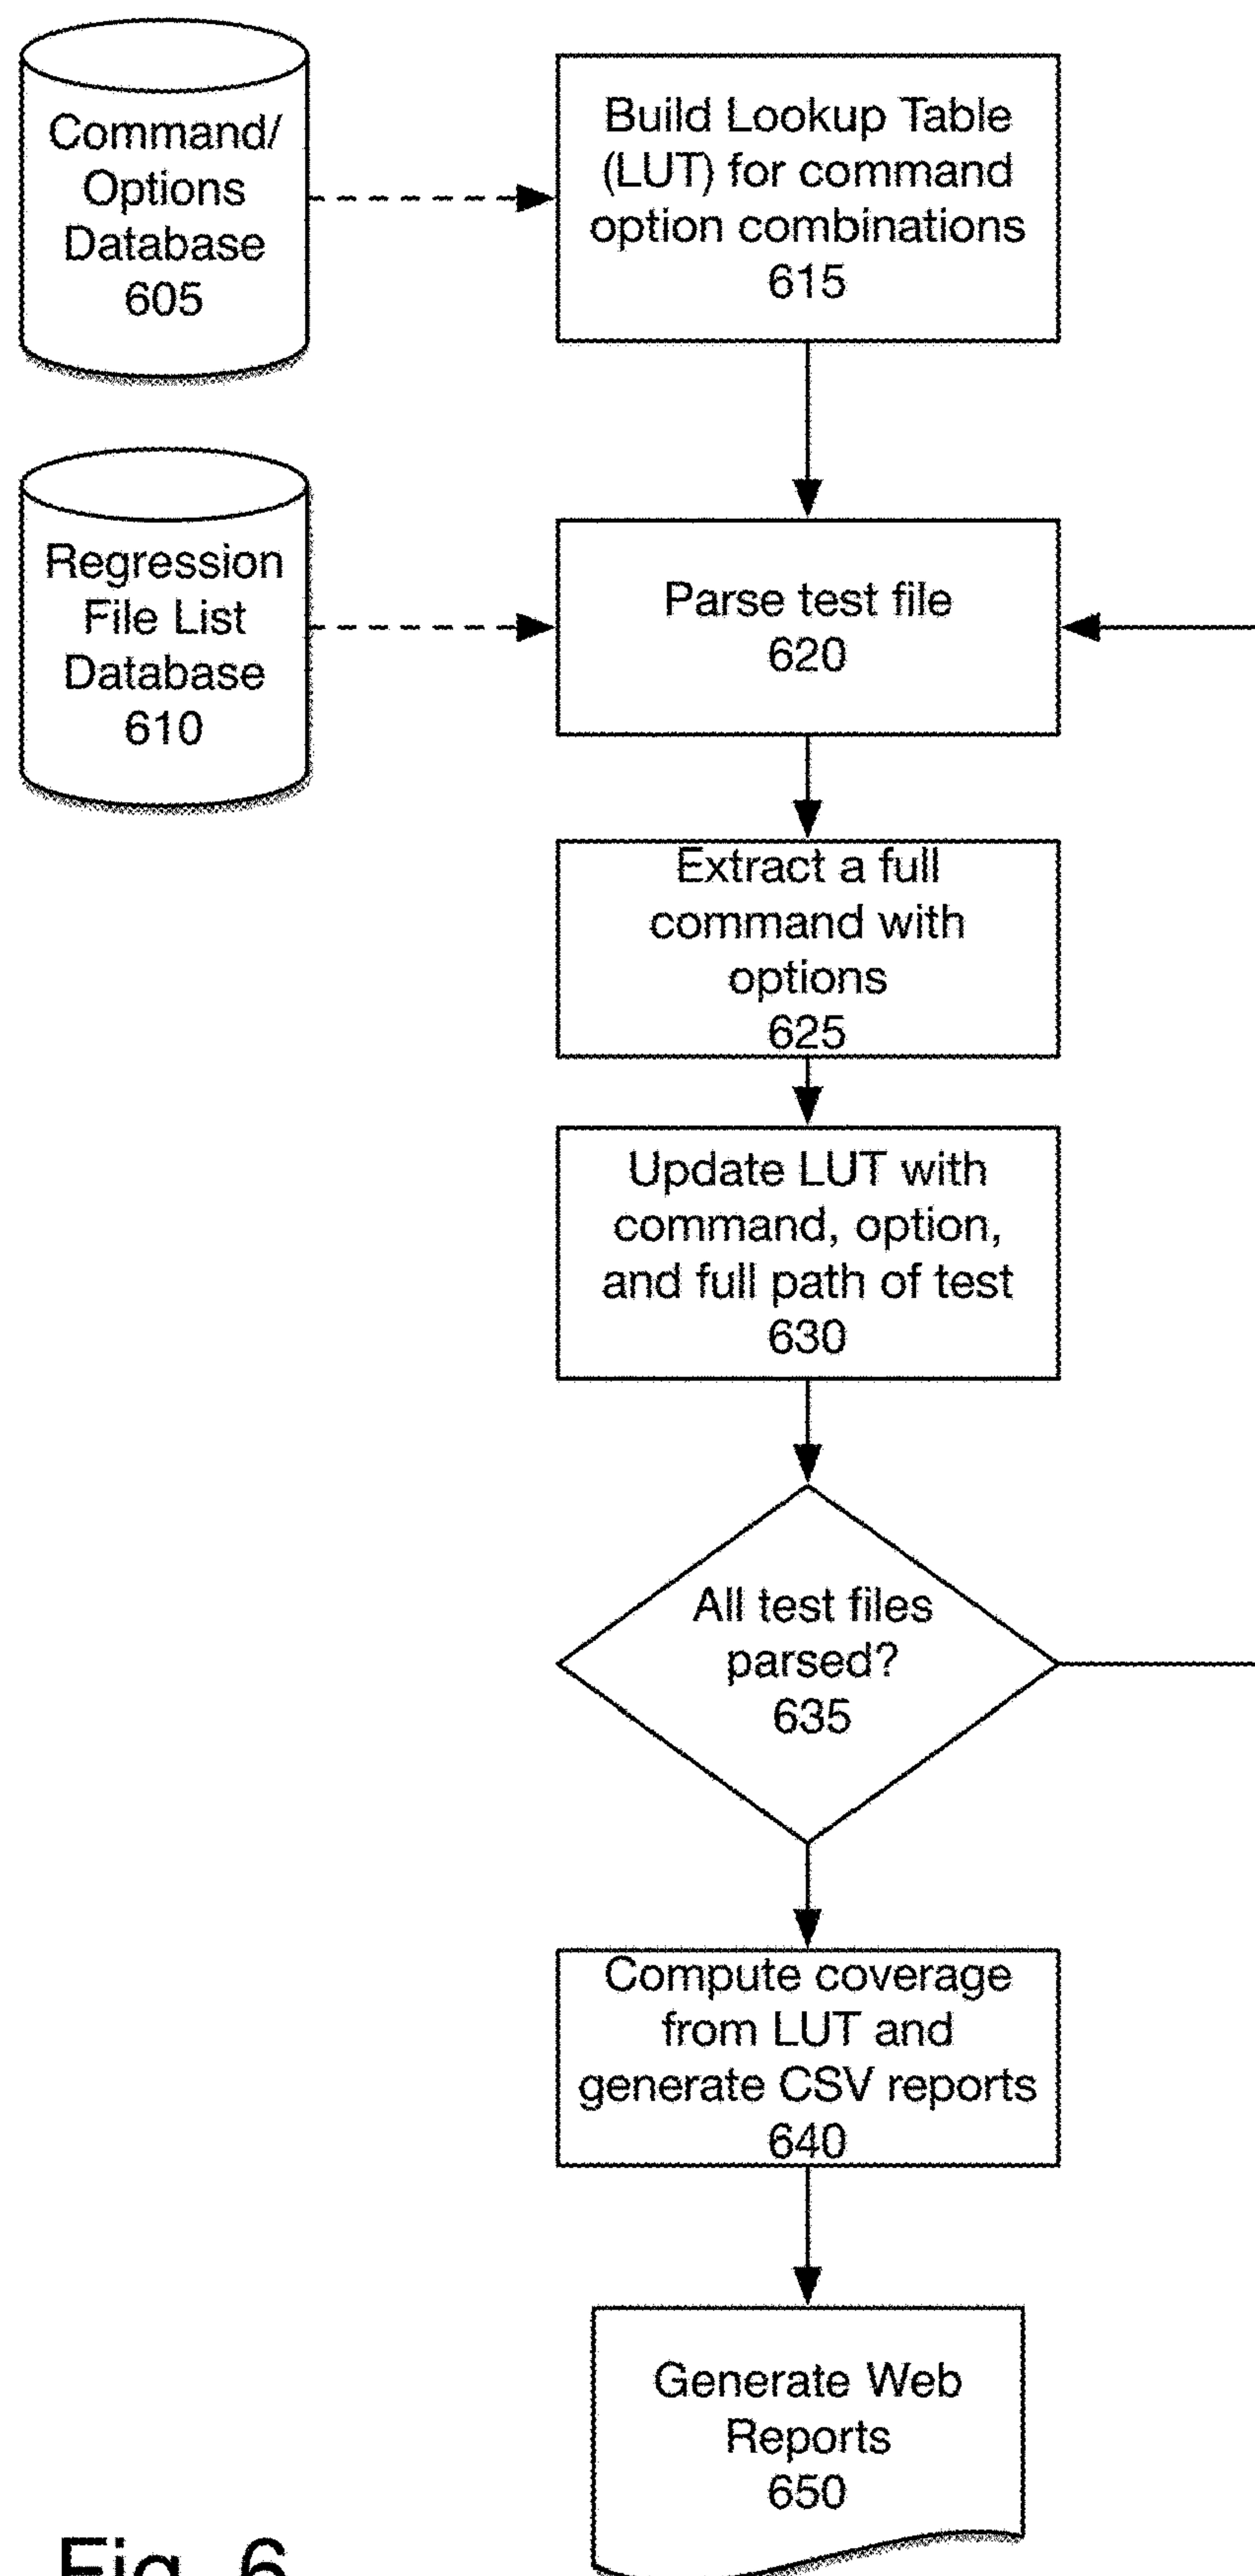 Command/
Options
Database
605
Build Lookup Table
(LUT) for command
option combinations
615
Regression
File List
Database
610
Parse test file
620
Extract a full
command with
options
625
Update LUT with
command, option,
and full path of test
630
All test files
parsed?
635
Compute coverage
from LUT and
generate CSV reports
640
Generate Web
Reports
650
Fig. 6